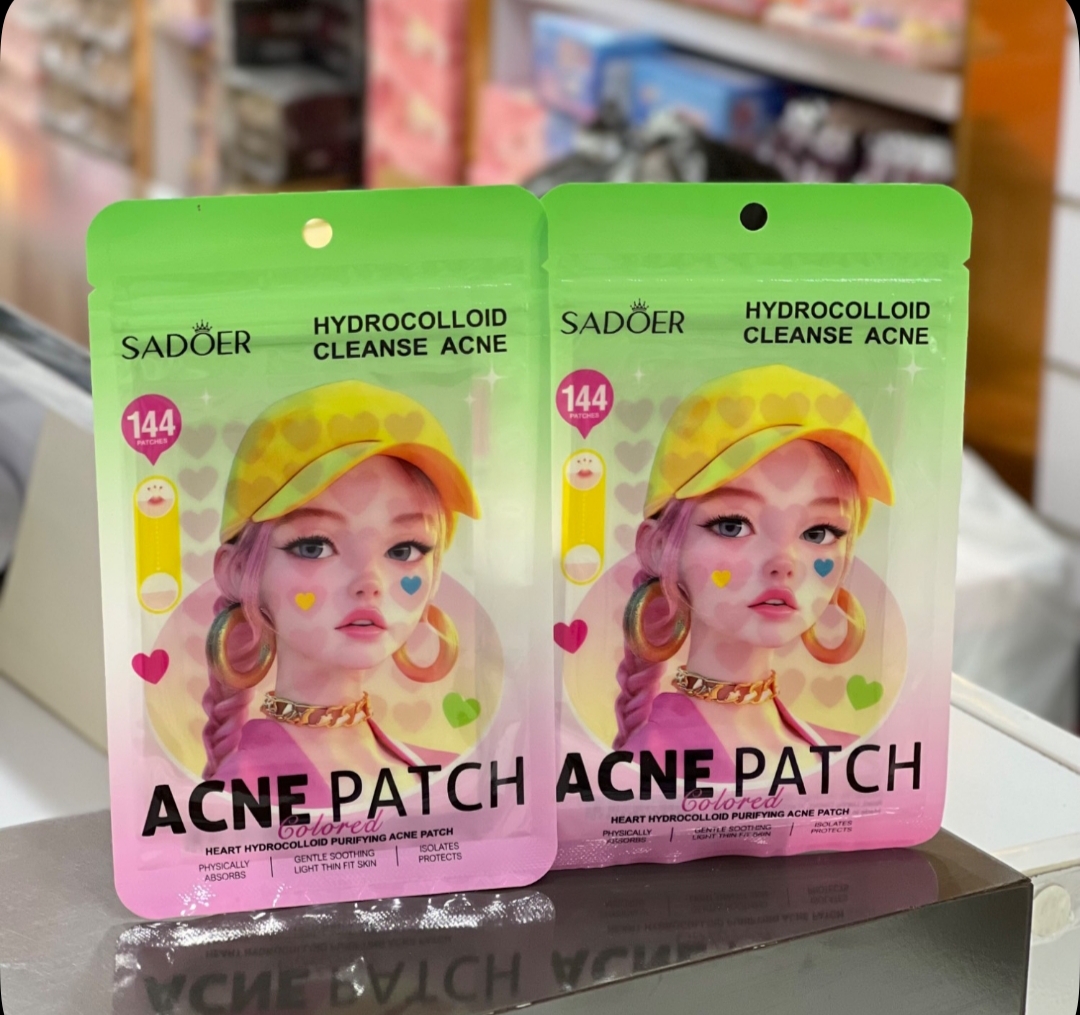 SADOER
HYDROCOLLOID
CLEANSE ACNE
144
PATCHES
ACNE PATCH
Colored
HEART HYDROCOLLOID PURIFYING ACNE PATCH
PHYSICALLY
ABSORBS
GENTLE SOOTHING
LIGHT THIN FIT SKIN
ISOLATES
PROTECTS
SADOER
HYDROCOLLOID
CLEANSE ACNE
144
PATCHES
ACNE PATCH
Colored
HEART HYDROCOLLOID PURIFYING ACNE PATCH
PHYSICALLY
ABSORBS
GENTLE SOOTHING
LIGHT THIN FIT SKIN
ISOLATES
PROTECTS